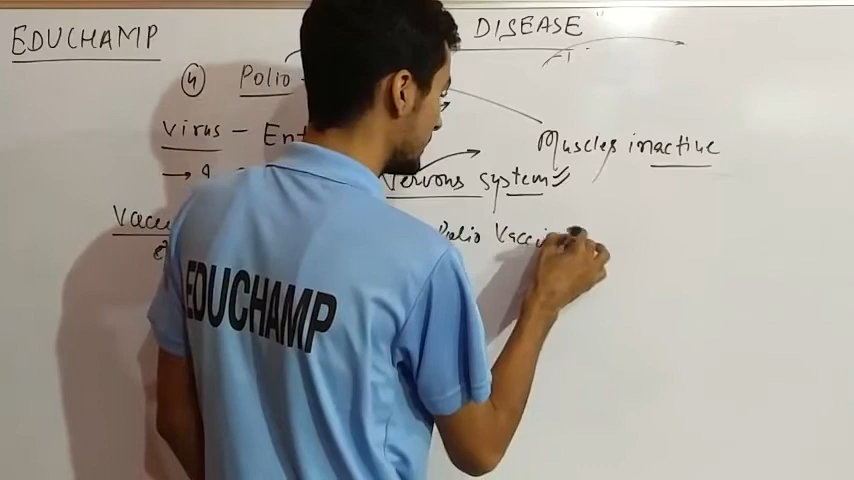 EDUCHAMP
DISEASE
④ Polio
Virus - Ent
Muscles inactive
→
Nervous system
Vacc
Polio Vacci
EDUCHAMP